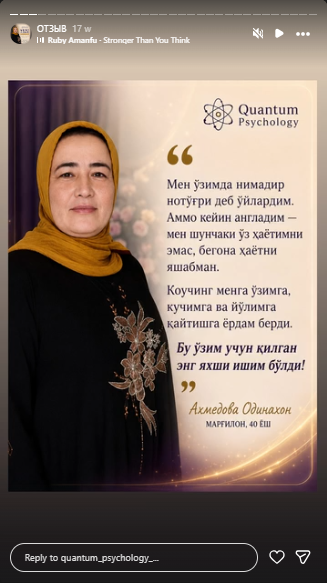 ОТЗЫВ 17 w
Ruby Amanfu - Stronger Than You Think
Quantum
Psychology
“
Мен ўзимда нимадир
нотўғри деб ўйлардим.
Аммо кейин англадим —
мен шунчаки ўз ҳаётимни
эмас, бегона ҳаётни
яшабман.
Коучинг менга ўзимга,
кучимга ва йўлимга
қайтишга ёрдам берди.
Бу ўзим учун қилган
энг яхши ишим бўлди!
”
Ахмедова Одинахон
МАРҒИЛОН, 40 ЁШ
Reply to quantum_psychology_...